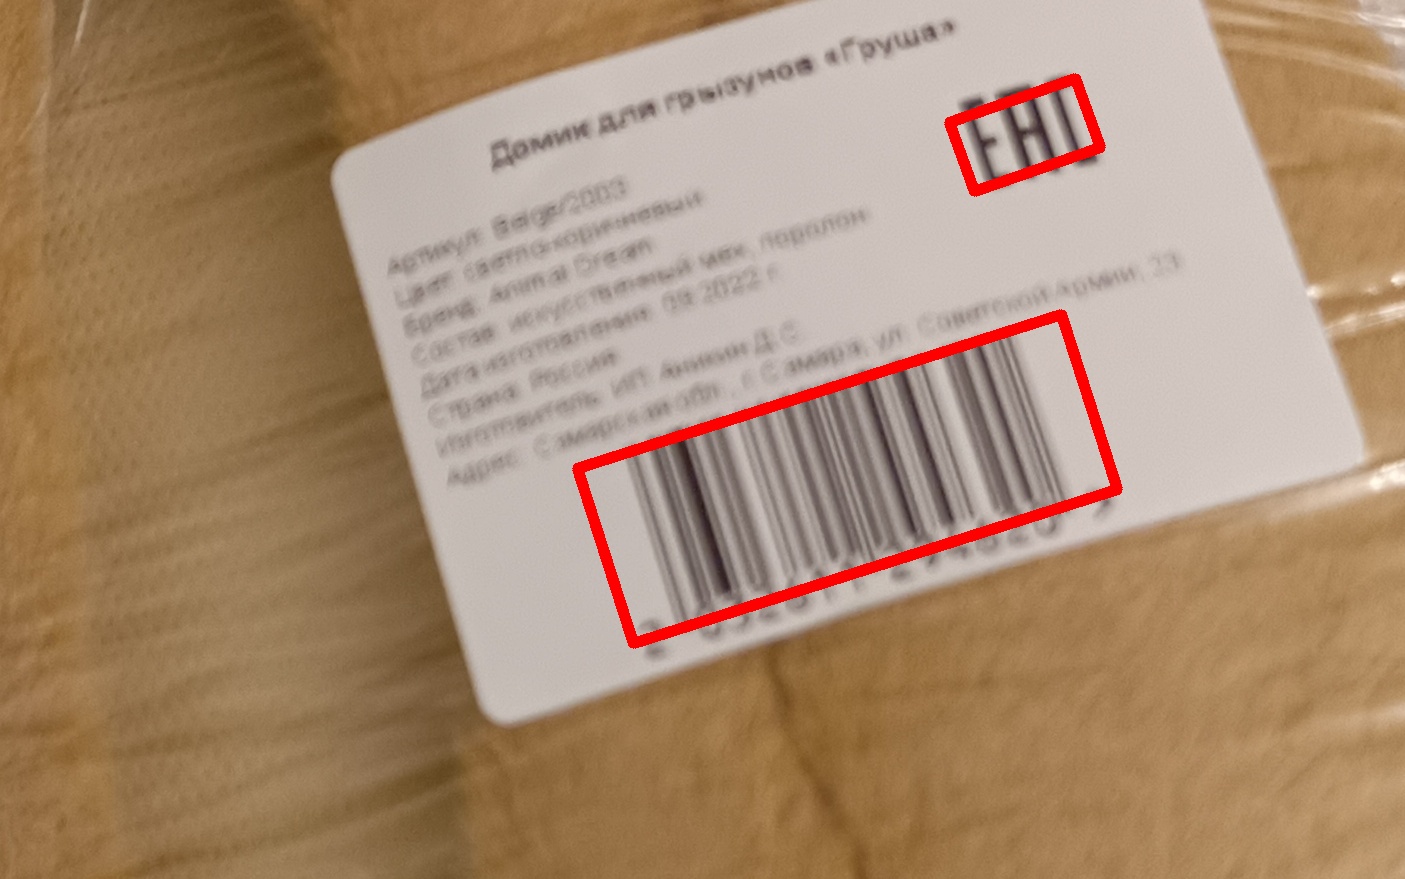 Домик для грызунов «Груша»
EAC
Артикул: Beige/2003
Цвет: светло-коричневый
Бренд: Animal Dream
Состав: искусственный мех, поролон
Дата изготовления: 09.2022 г.
Страна: Россия
Изготовитель: ИП Аникин Д.С.
Адрес: Самарская обл., г. Самара, ул. Советской Армии, 23